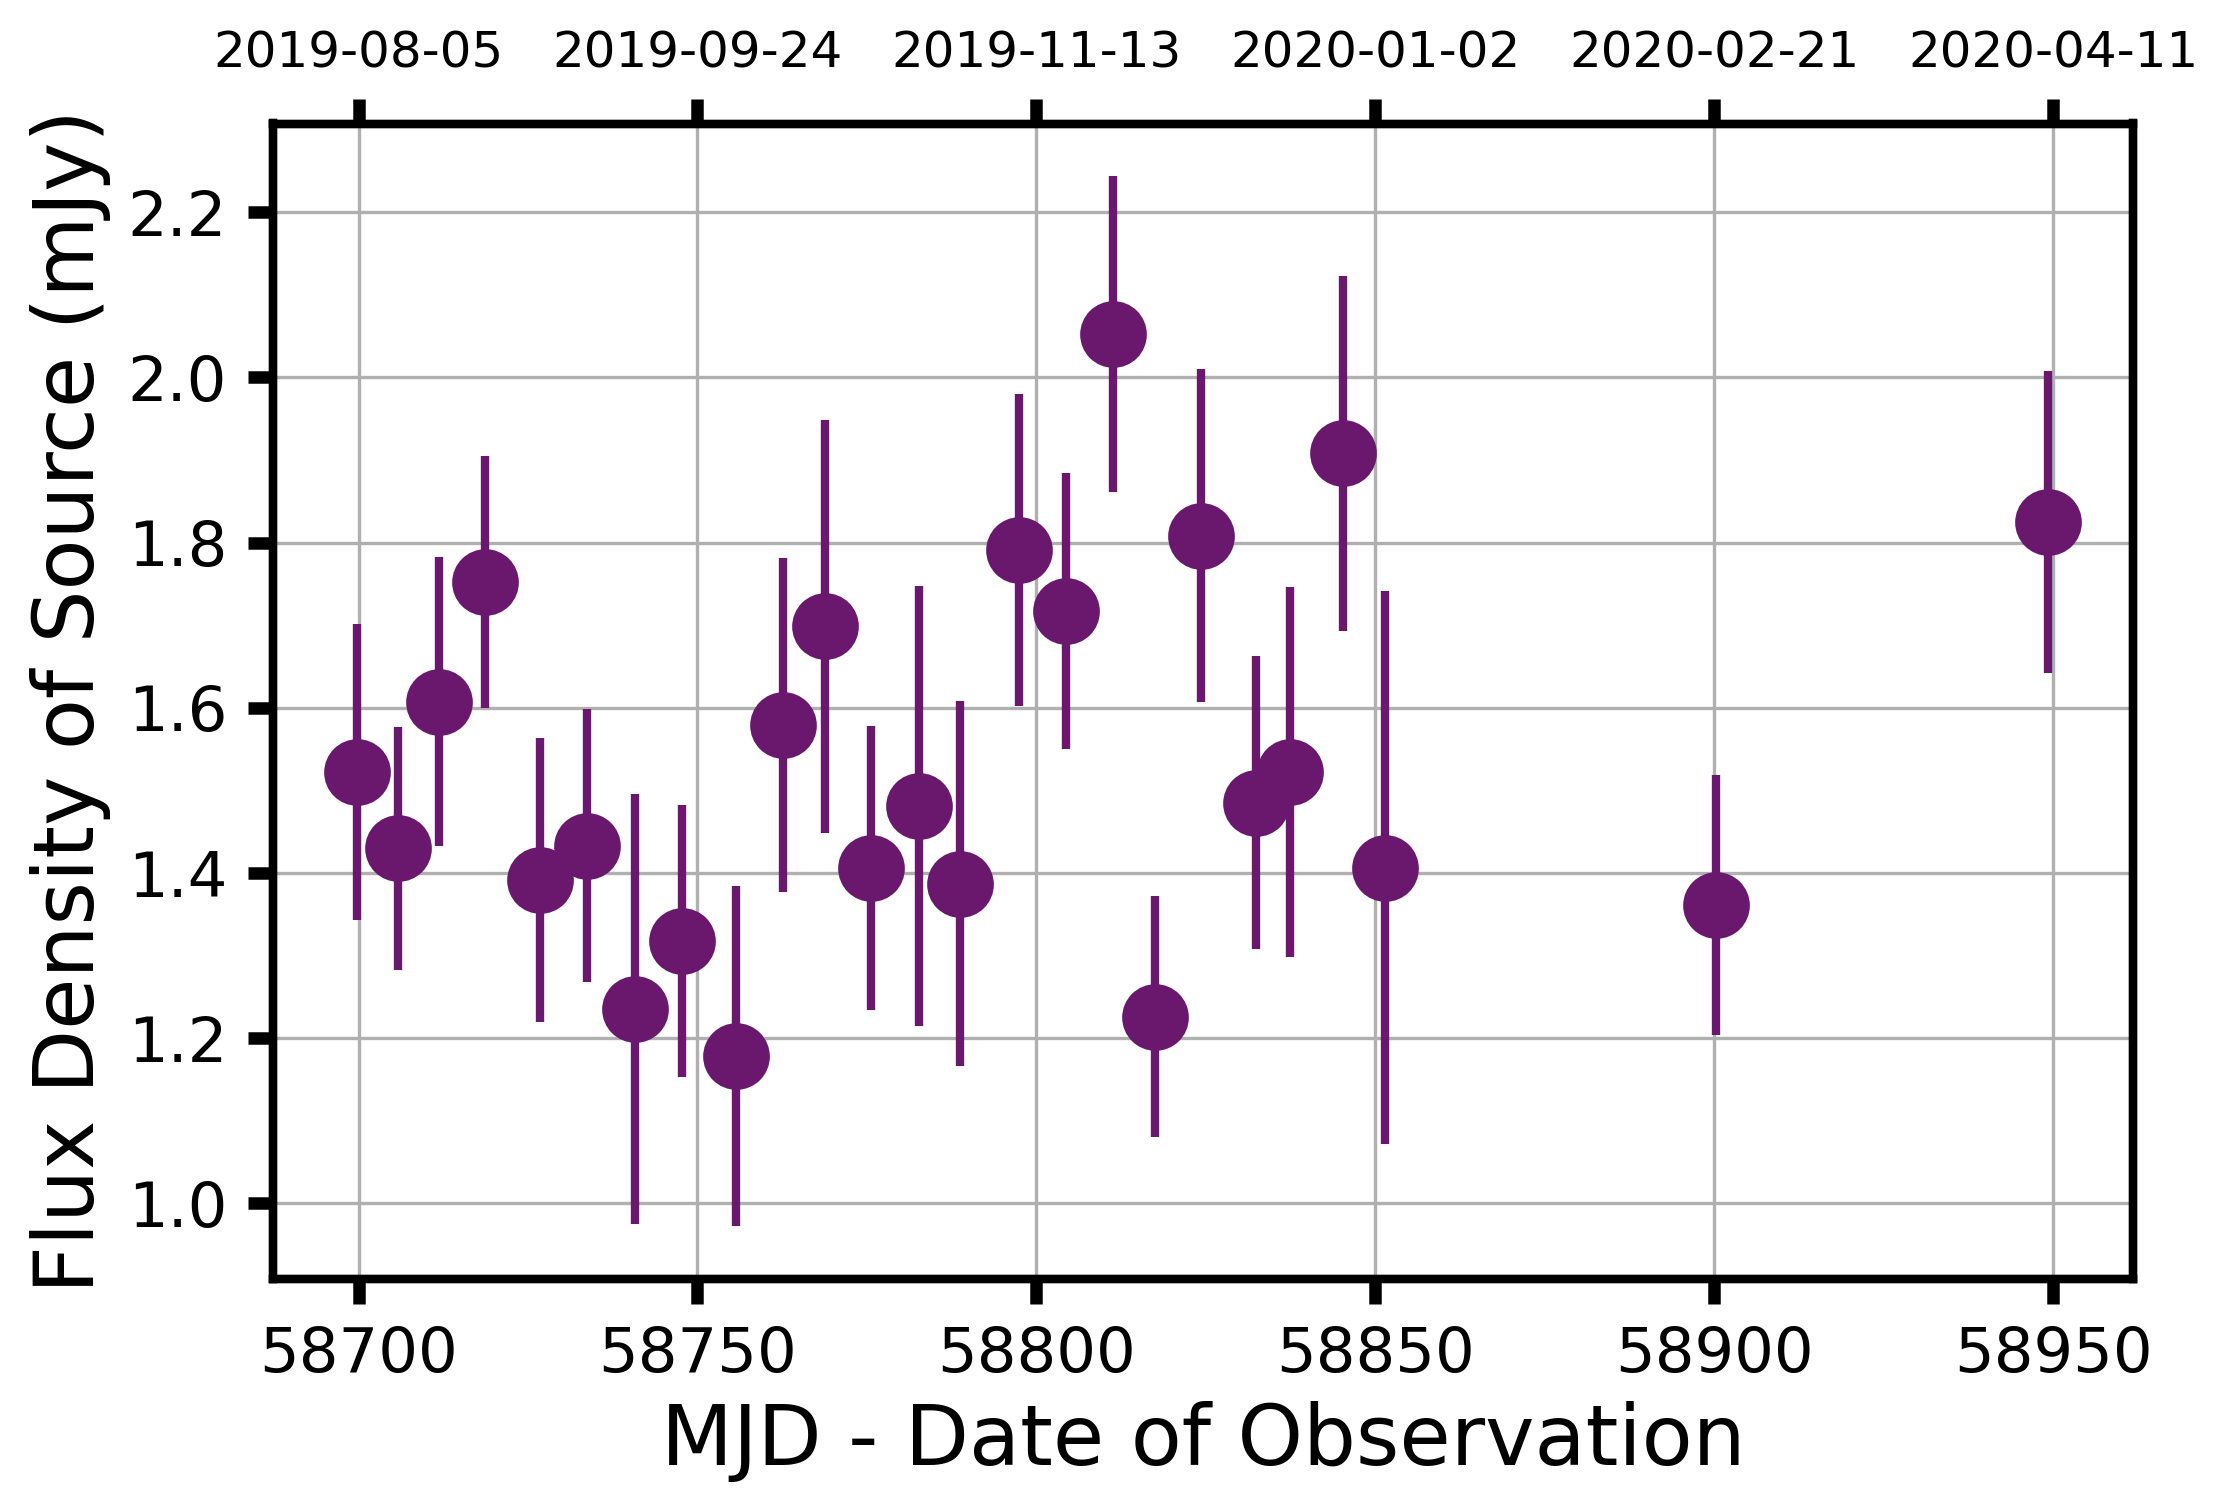 2019-08-05 2019-09-24 2019-11-13 2020-01-02 2020-02-21 2020-04-11
Flux Density of Source (mJy)
2.2
2.0
1.8
1.6
1.4
1.2
1.0
58700 58750 58800 58850 58900 58950
MJD - Date of Observation